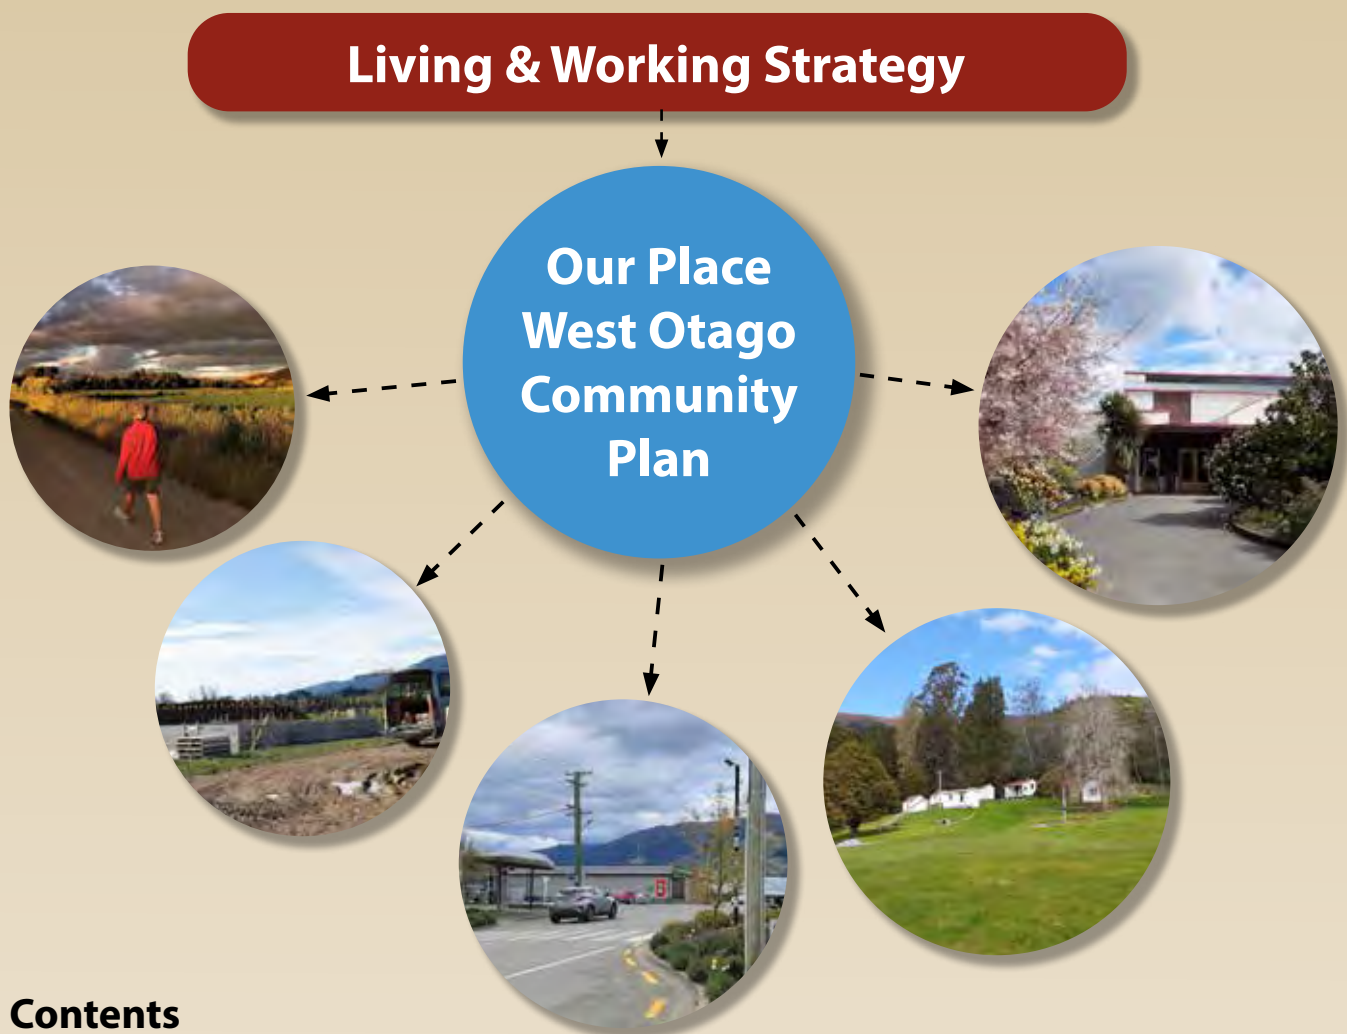 Living & Working Strategy
Our Place
West Otago
Community
Plan
Contents